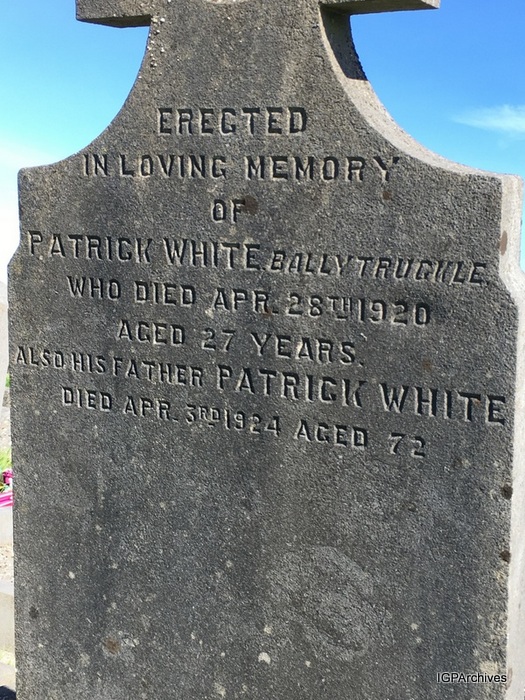 ERECTED
IN LOVING MEMORY
OF
PATRICK WHITE, BALLYTRUCKLE,
WHO DIED APR. 28TH 1920
AGED 27 YEARS.
ALSO HIS FATHER PATRICK WHITE
DIED APR. 3RD 1924 AGED 72
IGPArchives